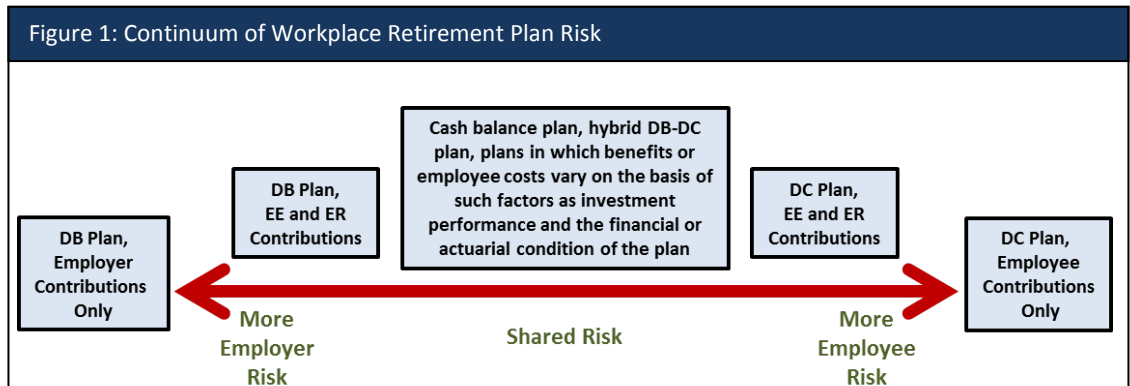 Figure 1: Continuum of Workplace Retirement Plan Risk
DB Plan,
Employer
Contributions
Only
DB Plan,
EE and ER
Contributions
Cash balance plan, hybrid DB-DC
plan, plans in which benefits or
employee costs vary on the basis of
such factors as investment
performance and the financial or
actuarial condition of the plan
DC Plan,
EE and ER
Contributions
DC Plan,
Employee
Contributions
Only
More
Employer
Risk
Shared Risk
More
Employee
Risk